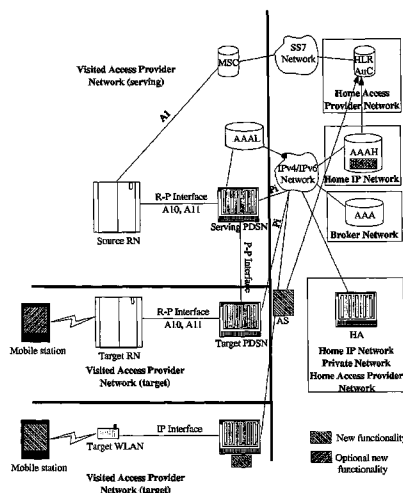 MSC
SS7
Network
HLR
AuC
Visited Access Provider
Network (serving)
Home Access
Provider Network
A1
AAAL
IPv4/IPv6
Network
AAAH
Home IP Network
R-P Interface
A10, A11
Pi
Source RN
Serving PDSN
AAA
Broker Network
P-P Interface
Pi
R-P Interface
A10, A11
AS
HA
Mobile station
Target RN
Target PDSN
Visited Access Provider
Network (target)
Home IP Network
Private Network
Home Access Provider
Network
IP Interface
Target WLAN
Mobile station
Visited Access Provider
Network (target)
New functionality
Optional new
functionality